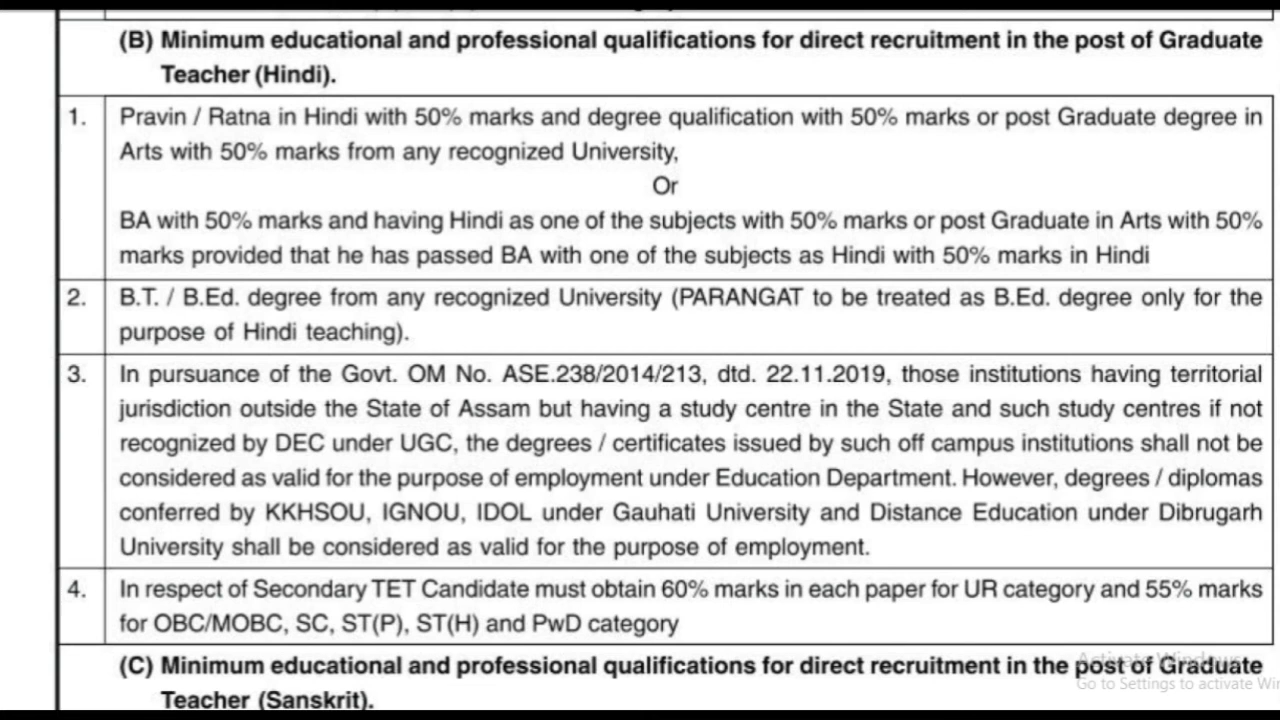 (B) Minimum educational and professional qualifications for direct recruitment in the post of Graduate
Teacher (Hindi).
1. Pravin / Ratna in Hindi with 50% marks and degree qualification with 50% marks or post Graduate degree in
Arts with 50% marks from any recognized University,
Or
BA with 50% marks and having Hindi as one of the subjects with 50% marks or post Graduate in Arts with 50%
marks provided that he has passed BA with one of the subjects as Hindi with 50% marks in Hindi
2. B.T. / B.Ed. degree from any recognized University (PARANGAT to be treated as B.Ed. degree only for the
purpose of Hindi teaching).
3. In pursuance of the Govt. OM No. ASE.238/2014/213, dtd. 22.11.2019, those institutions having territorial
jurisdiction outside the State of Assam but having a study centre in the State and such study centres if not
recognized by DEC under UGC, the degrees / certificates issued by such off campus institutions shall not be
considered as valid for the purpose of employment under Education Department. However, degrees / diplomas
conferred by KKHSOU, IGNOU, IDOL under Gauhati University and Distance Education under Dibrugarh
University shall be considered as valid for the purpose of employment.
4. In respect of Secondary TET Candidate must obtain 60% marks in each paper for UR category and 55% marks
for OBC/MOBC, SC, ST(P), ST(H) and PwD category
(C) Minimum educational and professional qualifications for direct recruitment in the post of Graduate
Teacher (Sanskrit).
Activate Windows
Go to Settings to activate Win